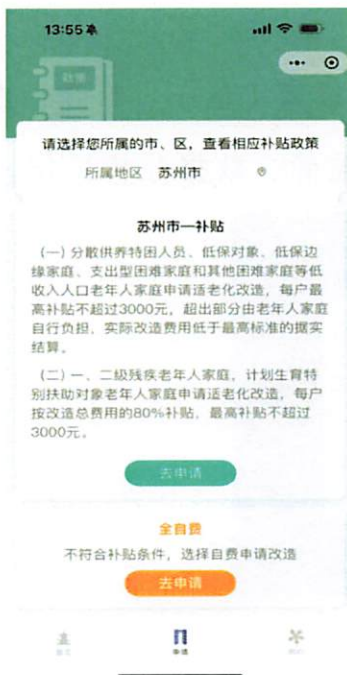 13:55
政策
请选择您所属的市、区，查看相应补贴政策
所属地区 苏州市
苏州市—补贴
（一）分散供养特困人员、低保对象、低保边
缘家庭、支出型困难家庭和其他困难家庭等低
收入人口老年人家庭申请适老化改造，每户最
高补贴不超过3000元，超出部分由老年人家庭
自行负担，实际改造费用低于最高标准的据实
结算。
（二）一、二级残疾老年人家庭，计划生育特
别扶助对象老年人家庭申请适老化改造，每户
按改造总费用的80%补贴，最高补贴不超过
3000元。
去申请
全自费
不符合补贴条件，选择自费申请改造
去申请
申请